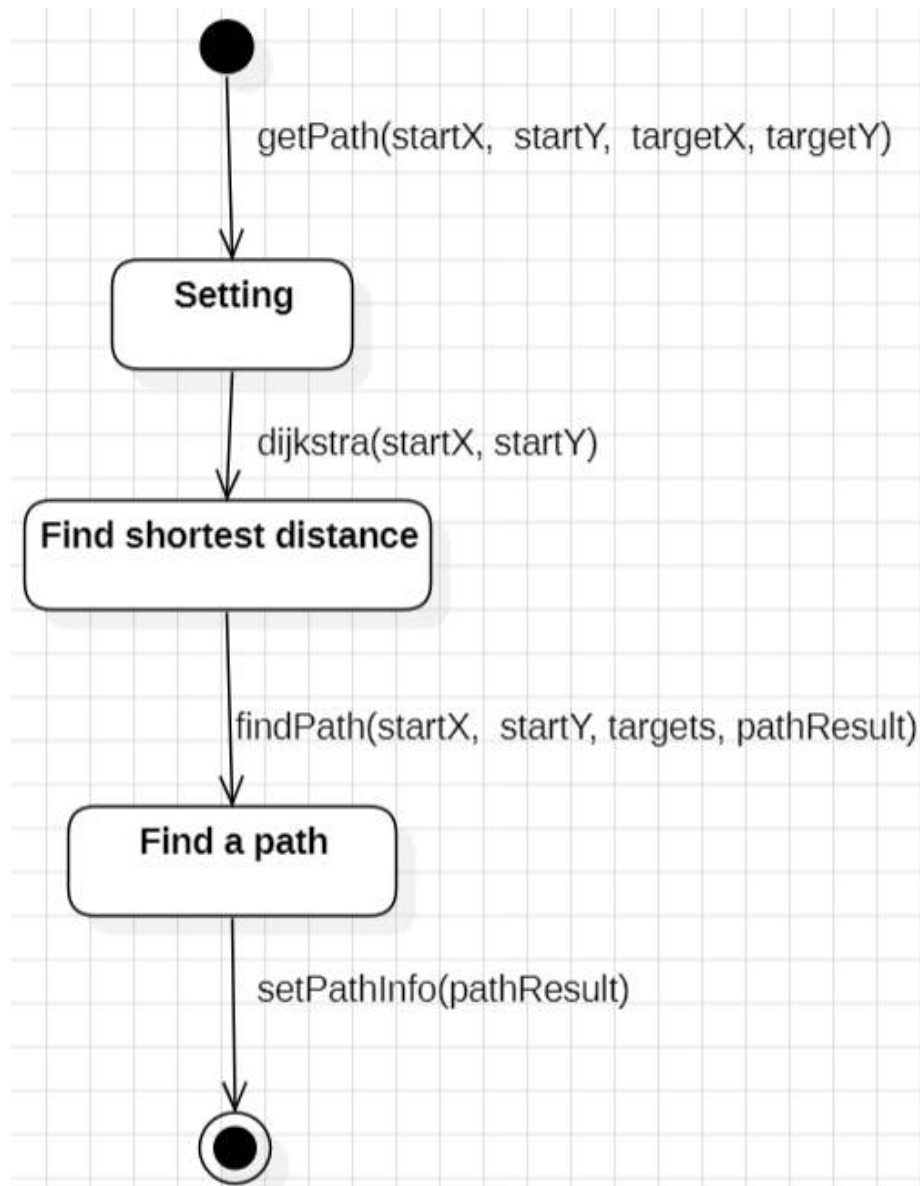 getPath(startX, startY, targetX, targetY)
Setting
dijkstra(startX, startY)
Find shortest distance
findPath(startX, startY, targets, pathResult)
Find a path
setPathInfo(pathResult)